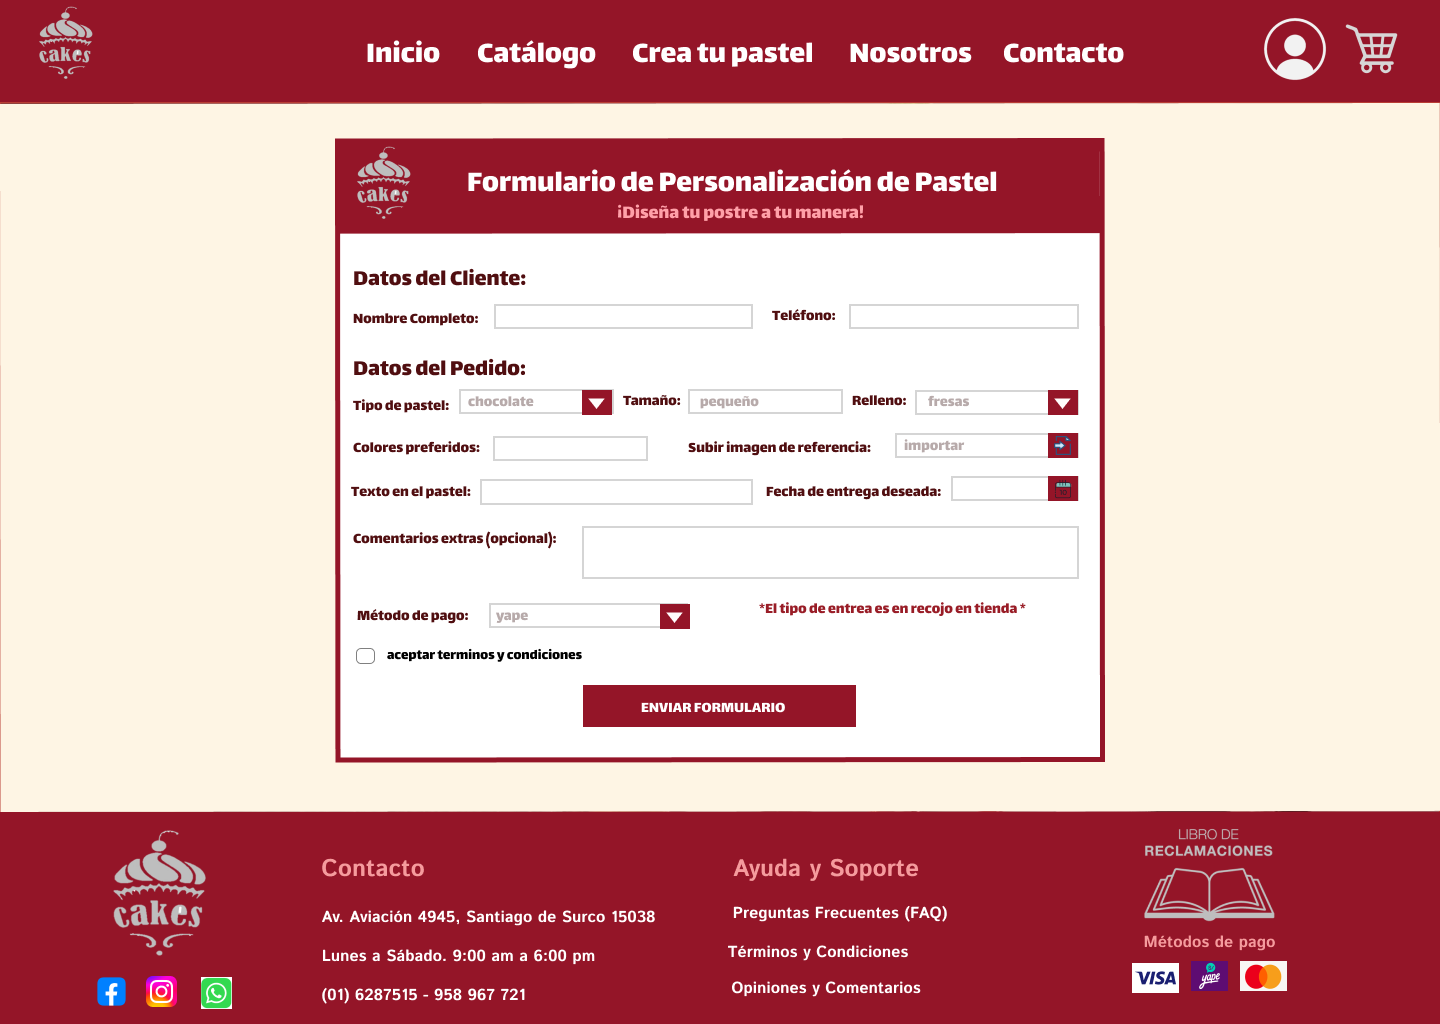 cakes
Inicio Catálogo Crea tu pastel Nosotros Contacto
cakes
Formulario de Personalización de Pastel
¡Diseña tu postre a tu manera!
Datos del Cliente:
Nombre Completo: Teléfono:
Datos del Pedido:
Tipo de pastel: chocolate Tamaño: pequeño Relleno: fresas
Colores preferidos: Subir imagen de referencia: importar
Texto en el pastel: Fecha de entrega deseada:
Comentarios extras (opcional):
Método de pago: yape *El tipo de entrea es en recojo en tienda *
aceptar terminos y condiciones
ENVIAR FORMULARIO
cakes
Contacto
Av. Aviación 4945, Santiago de Surco 15038
Lunes a Sábado. 9:00 am a 6:00 pm
(01) 6287515 - 958 967 721
Ayuda y Soporte
Preguntas Frecuentes (FAQ)
Términos y Condiciones
Opiniones y Comentarios
LIBRO DE
RECLAMACIONES
Métodos de pago
VISA yape